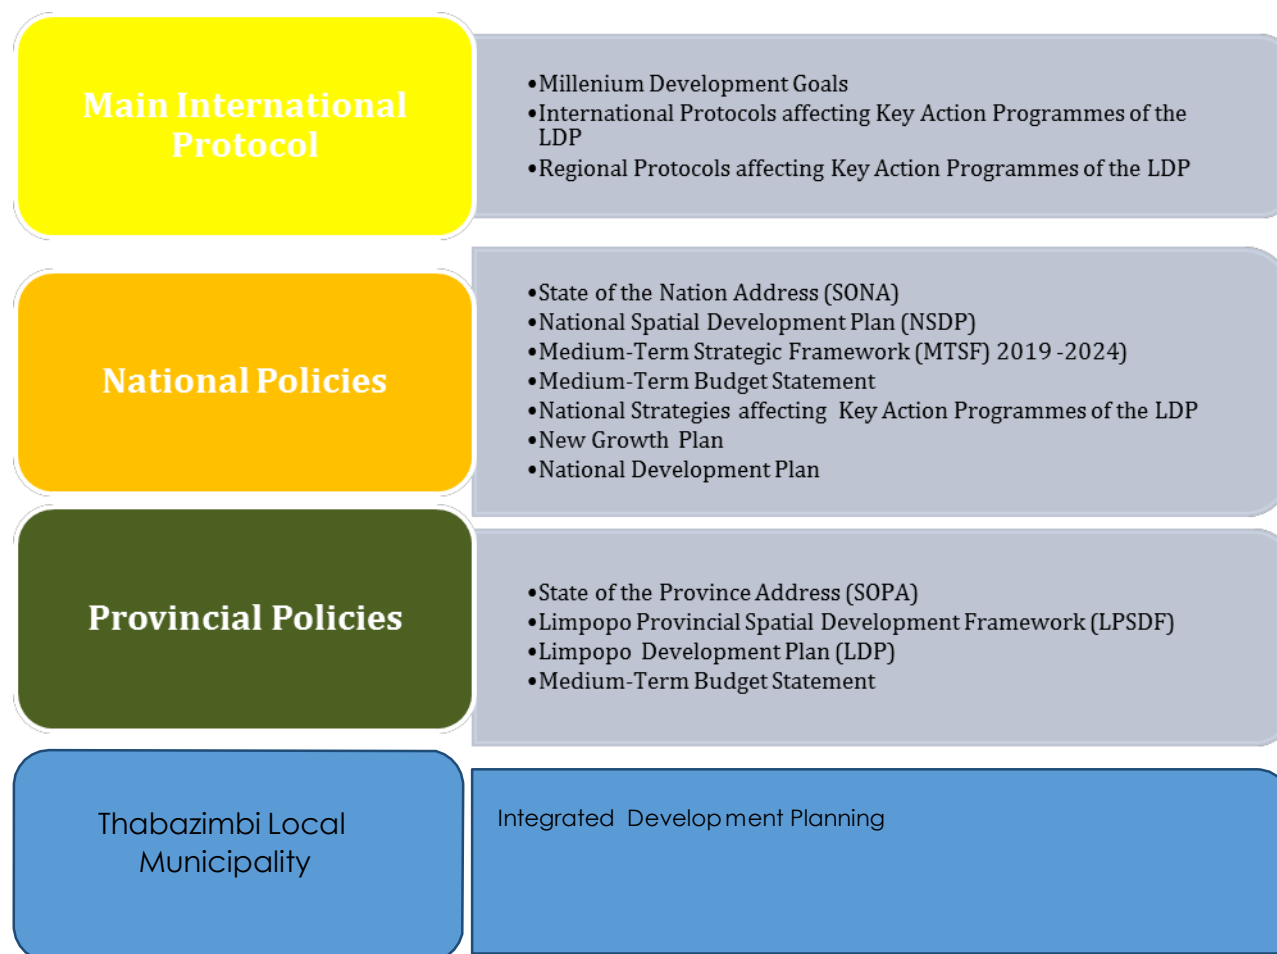 Main International
Protocol
•Millenium Development Goals
•International Protocols affecting Key Action Programmes of the
LDP
•Regional Protocols affecting Key Action Programmes of the LDP
National Policies
•State of the Nation Address (SONA)
•National Spatial Development Plan (NSDP)
•Medium-Term Strategic Framework (MTSF) 2019 -2024)
•Medium-Term Budget Statement
•National Strategies affecting Key Action Programmes of the LDP
•New Growth Plan
•National Development Plan
Provincial Policies
•State of the Province Address (SOPA)
•Limpopo Provincial Spatial Development Framework (LPSDF)
•Limpopo Development Plan (LDP)
•Medium-Term Budget Statement
Thabazimbi Local
Municipality
Integrated Development Planning